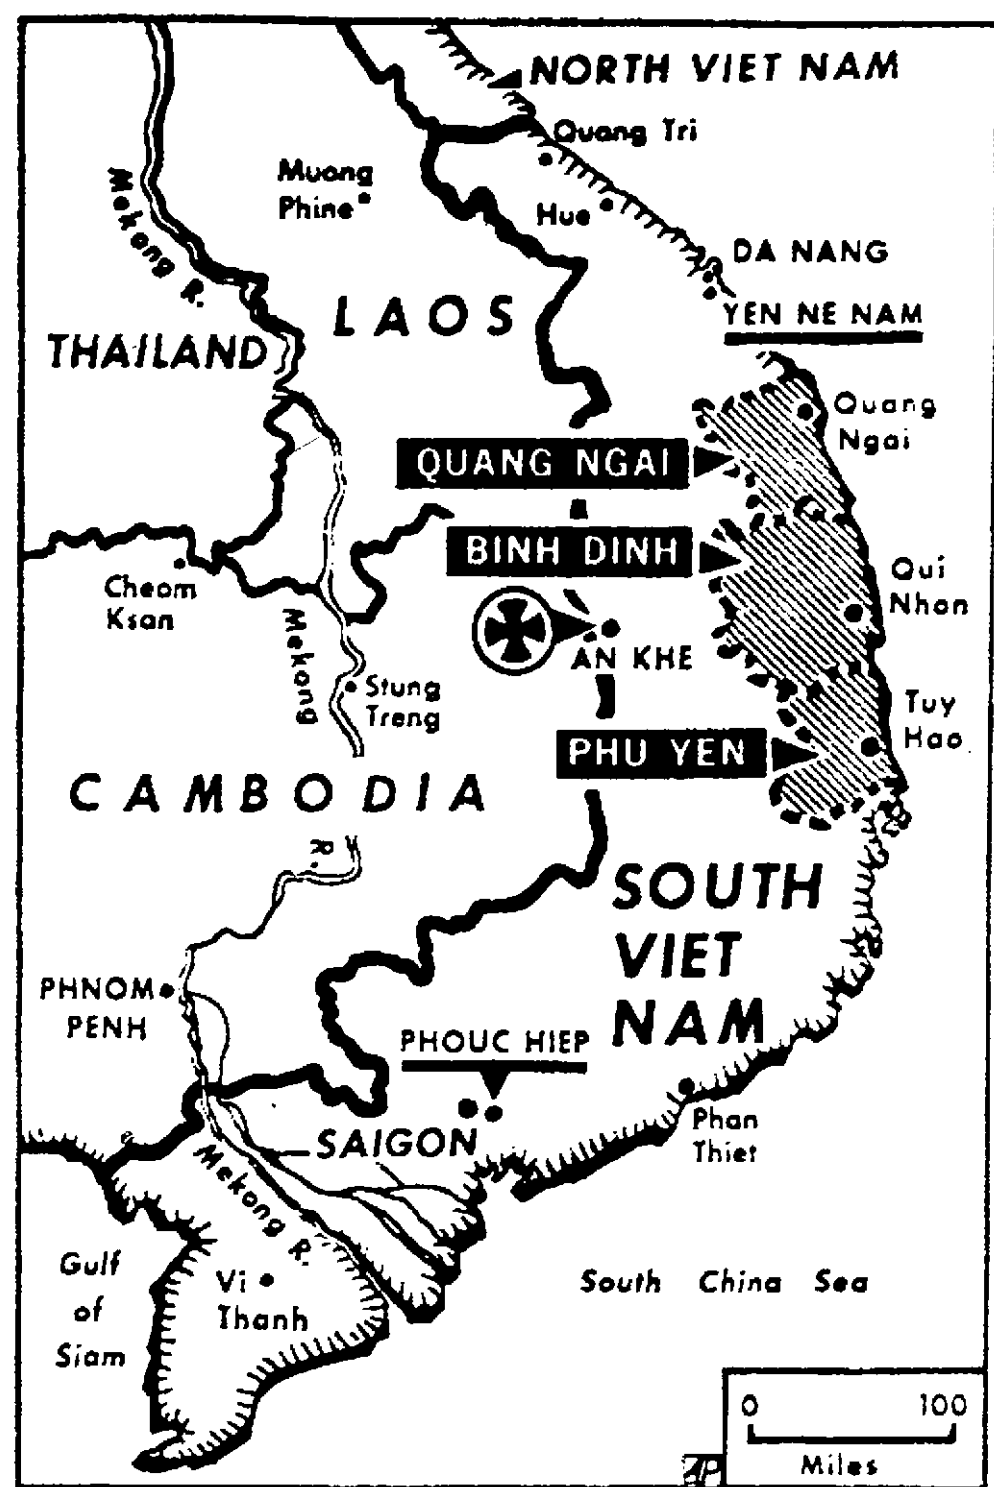 NORTH VIET NAM
Quang Tri
Muong
Phine
Hue
Mekong R.
DA NANG
LAOS
YEN NE NAM
THAILAND
Quang
Ngai
QUANG NGAI
BINH DINH
Cheom
Ksan
Qui
Nhon
AN KHE
Mekong
Stung
Treng
Tuy
Hao
PHU YEN
CAMBODIA
R.
SOUTH
VIET
NAM
PHNOM
PENH
PHOUC HIEP
SAIGON
Phan
Thiet
Mekong R.
Gulf
of
Siam
Vi
Thanh
South China Sea
0 100
Miles
AP